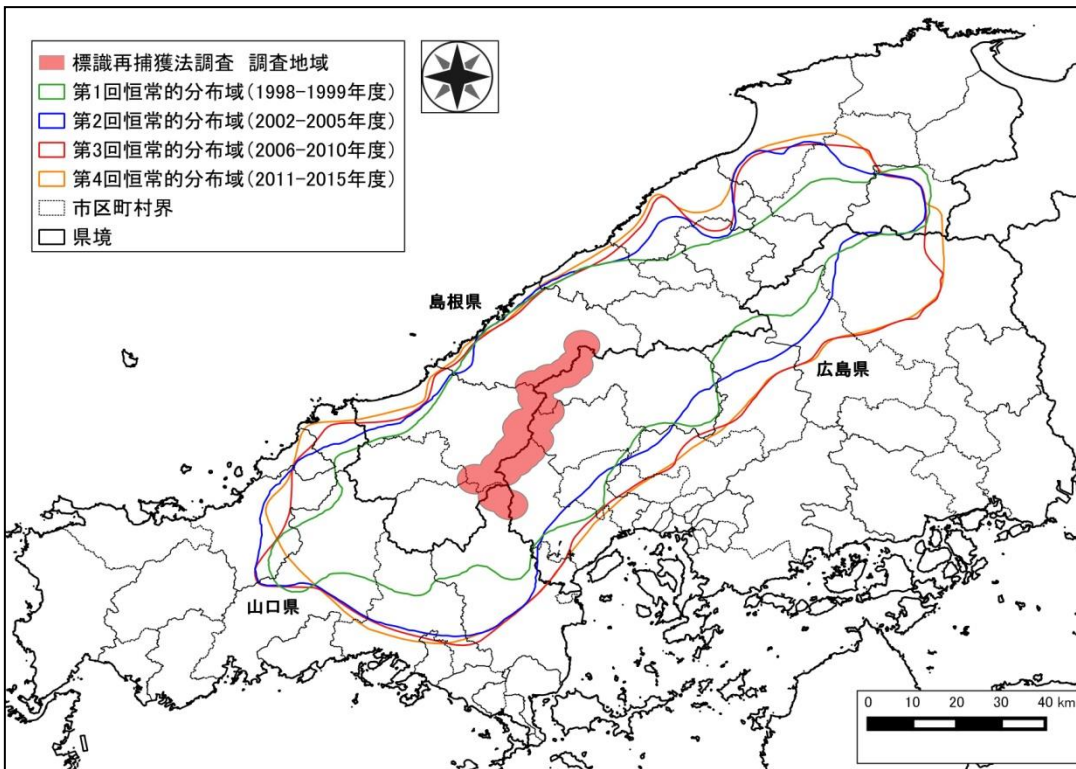 標識再捕獲法調査 調査地域
第1回恒常的分布域(1998-1999年度)
第2回恒常的分布域(2002-2005年度)
第3回恒常的分布域(2006-2010年度)
第4回恒常的分布域(2011-2015年度)
市区町村界
県境
島根県
広島県
山口県
0 10 20 30 40 km